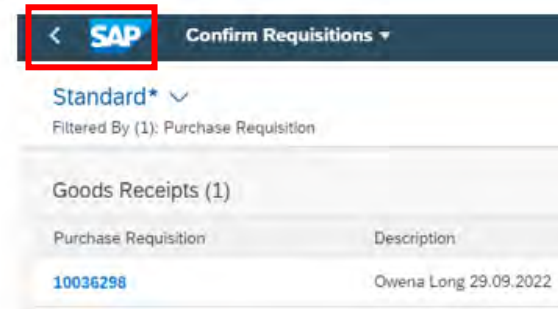 < SAP Confirm Requisitions ▾
Standard*
Filtered By (1): Purchase Requisition
Goods Receipts (1)
Purchase Requisition Description
10036298 Owena Long 29.09.2022